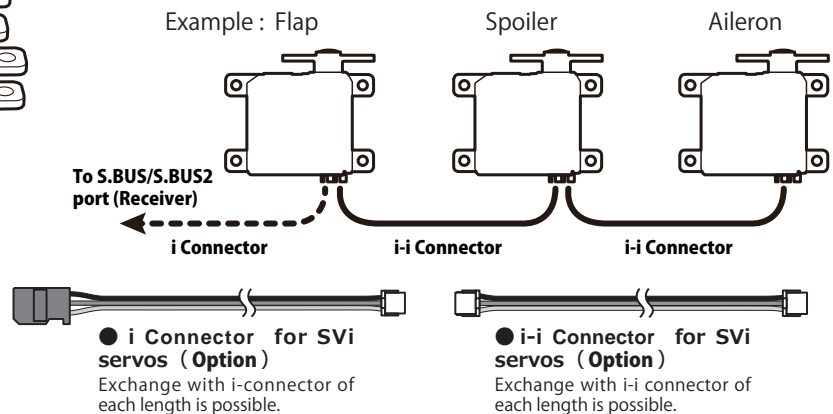 Example : Flap Spoiler Aileron
To S.BUS/S.BUS2
port (Receiver)
i Connector i-i Connector i-i Connector
● i Connector for SVi
servos（Option）
Exchange with i-connector of
each length is possible.
● i-i Connector for SVi
servos（Option）
Exchange with i-i connector of
each length is possible.